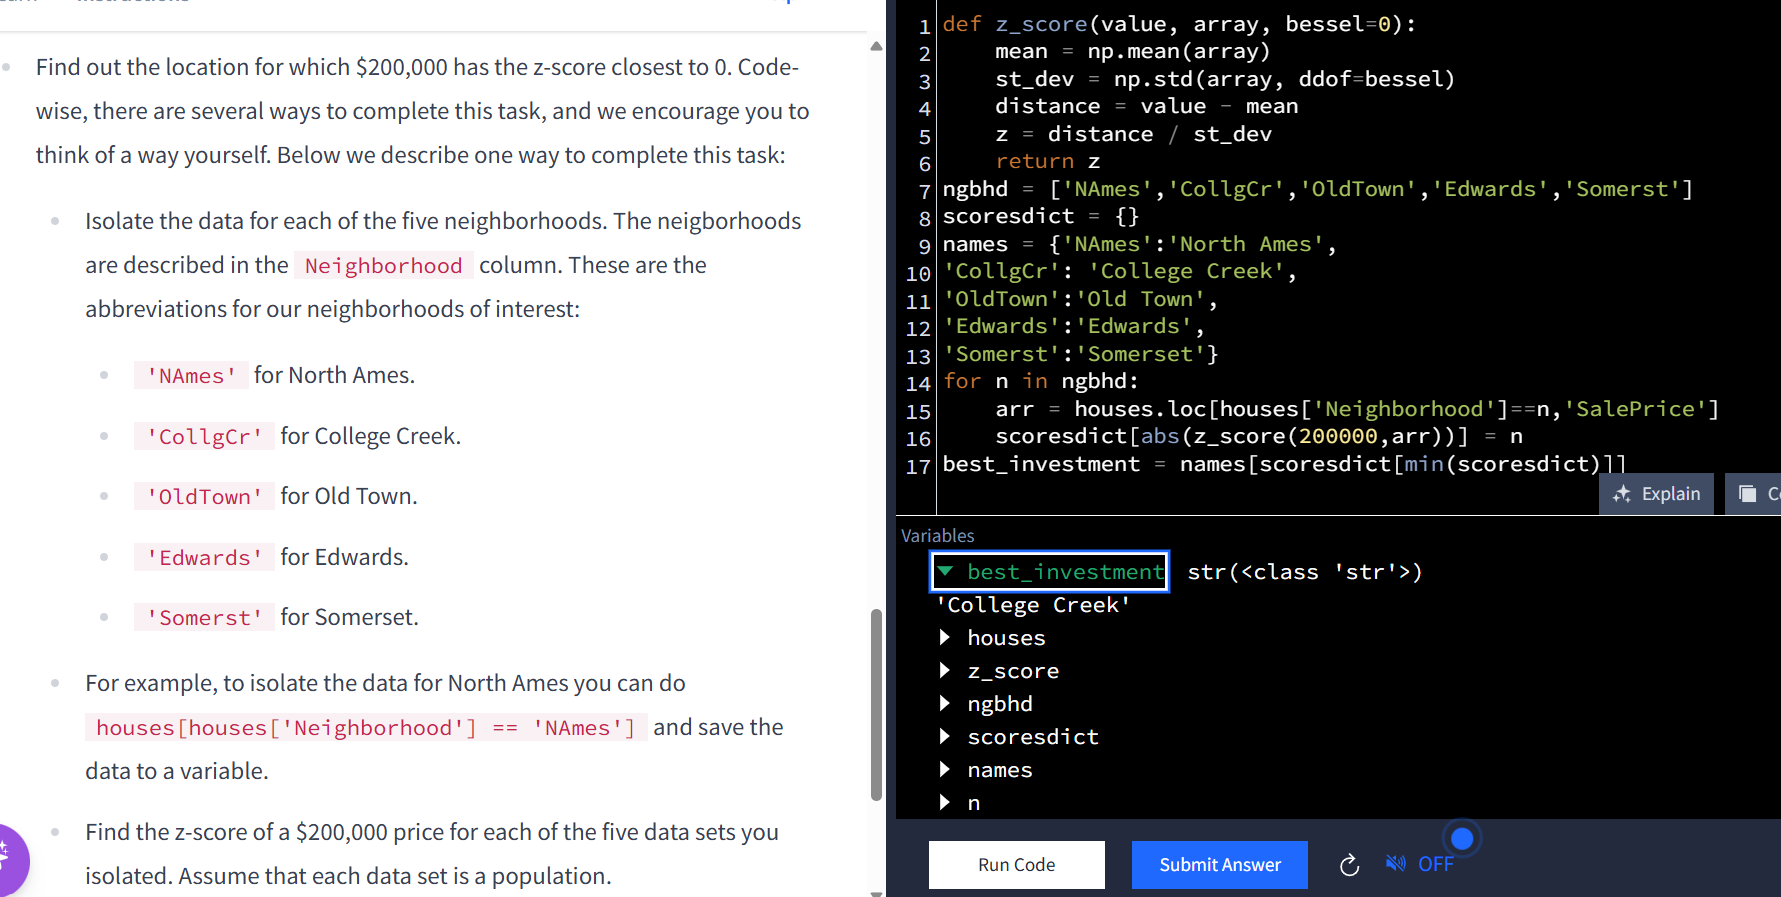 Find out the location for which $200,000 has the z-score closest to 0. Code-
wise, there are several ways to complete this task, and we encourage you to
think of a way yourself. Below we describe one way to complete this task:
Isolate the data for each of the five neighborhoods. The neigborhoods
are described in the Neighborhood column. These are the
abbreviations for our neighborhoods of interest:
'NAmes' for North Ames.
'CollgCr' for College Creek.
'OldTown' for Old Town.
'Edwards' for Edwards.
'Somerst' for Somerset.
For example, to isolate the data for North Ames you can do
houses[houses['Neighborhood'] == 'NAmes'] and save the
data to a variable.
Find the z-score of a $200,000 price for each of the five data sets you
isolated. Assume that each data set is a population.
1 def z_score(value, array, bessel=0):
2     mean = np.mean(array)
3     st_dev = np.std(array, ddof=bessel)
4     distance = value - mean
5     z = distance / st_dev
6     return z
7 ngbhd = ['NAmes','CollgCr','OldTown','Edwards','Somerst']
8 scoresdict = {}
9 names = {'NAmes':'North Ames',
10 'CollgCr': 'College Creek',
11 'OldTown':'Old Town',
12 'Edwards':'Edwards',
13 'Somerst':'Somerset'}
14 for n in ngbhd:
15     arr = houses.loc[houses['Neighborhood']==n,'SalePrice']
16     scoresdict[abs(z_score(200000,arr))] = n
17 best_investment = names[scoresdict[min(scoresdict)]]
Explain
Variables
best_investment str(<class 'str'>)
'College Creek'
houses
z_score
ngbhd
scoresdict
names
n
Run Code
Submit Answer
OFF